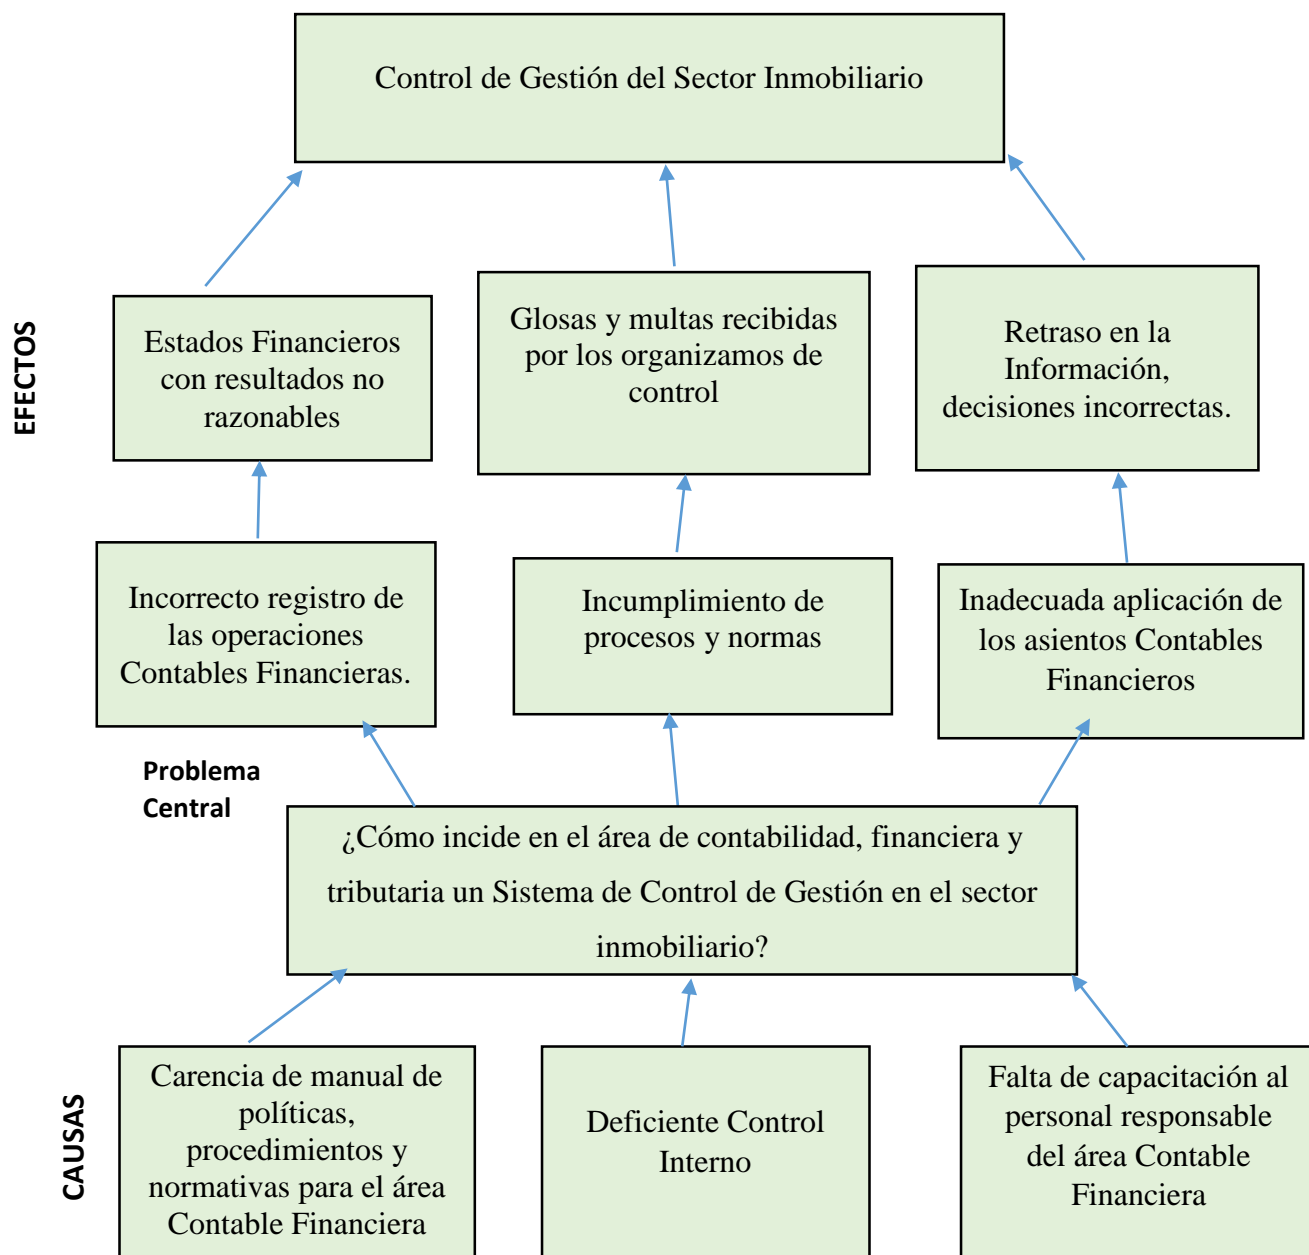 Control de Gestión del Sector Inmobiliario
EFECTOS
Estados Financieros
con resultados no
razonables
Glosas y multas recibidas
por los organizamos de
control
Retraso en la
Información,
decisiones incorrectas.
Incorrecto registro de
las operaciones
Contables Financieras.
Incumplimiento de
procesos y normas
Inadecuada aplicación de
los asientos Contables
Financieros
Problema
Central
¿Cómo incide en el área de contabilidad, financiera y
tributaria un Sistema de Control de Gestión en el sector
inmobiliario?
CAUSAS
Carencia de manual de
políticas,
procedimientos y
normativas para el área
Contable Financiera
Deficiente Control
Interno
Falta de capacitación al
personal responsable
del área Contable
Financiera